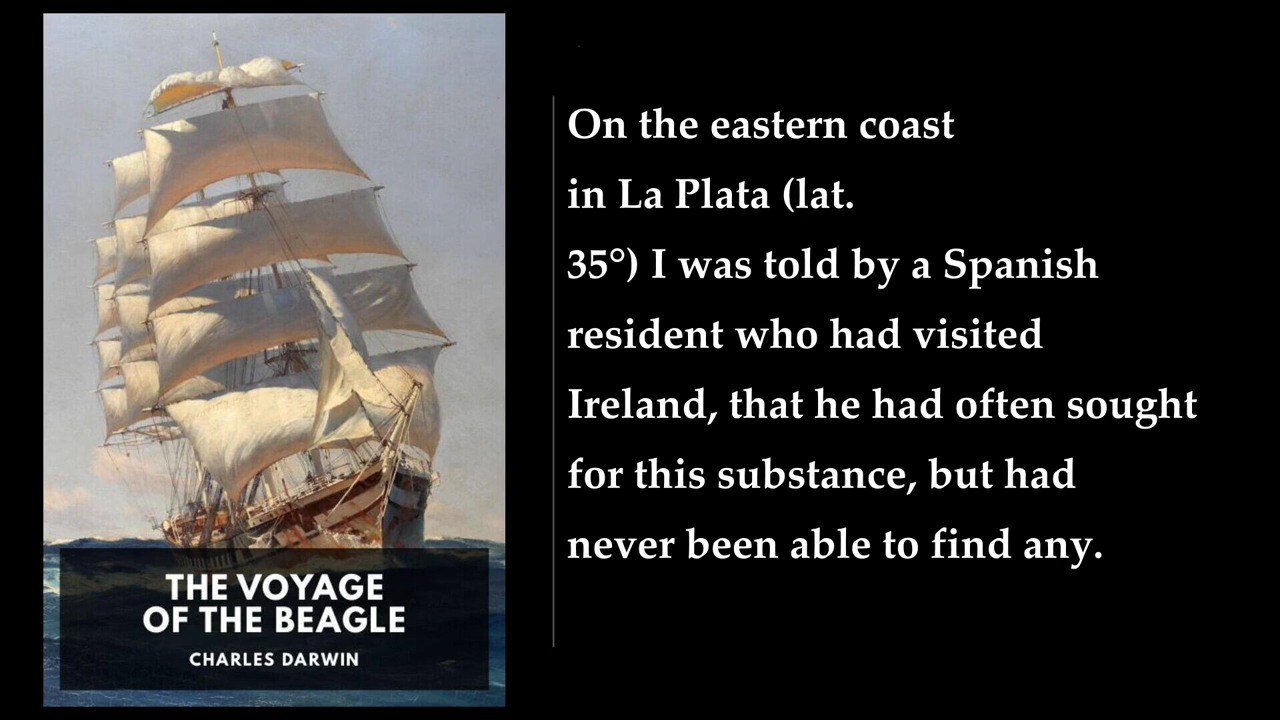 THE VOYAGE
OF THE BEAGLE
CHARLES DARWIN
On the eastern coast
in La Plata (lat.
35°) I was told by a Spanish
resident who had visited
Ireland, that he had often sought
for this substance, but had
never been able to find any.